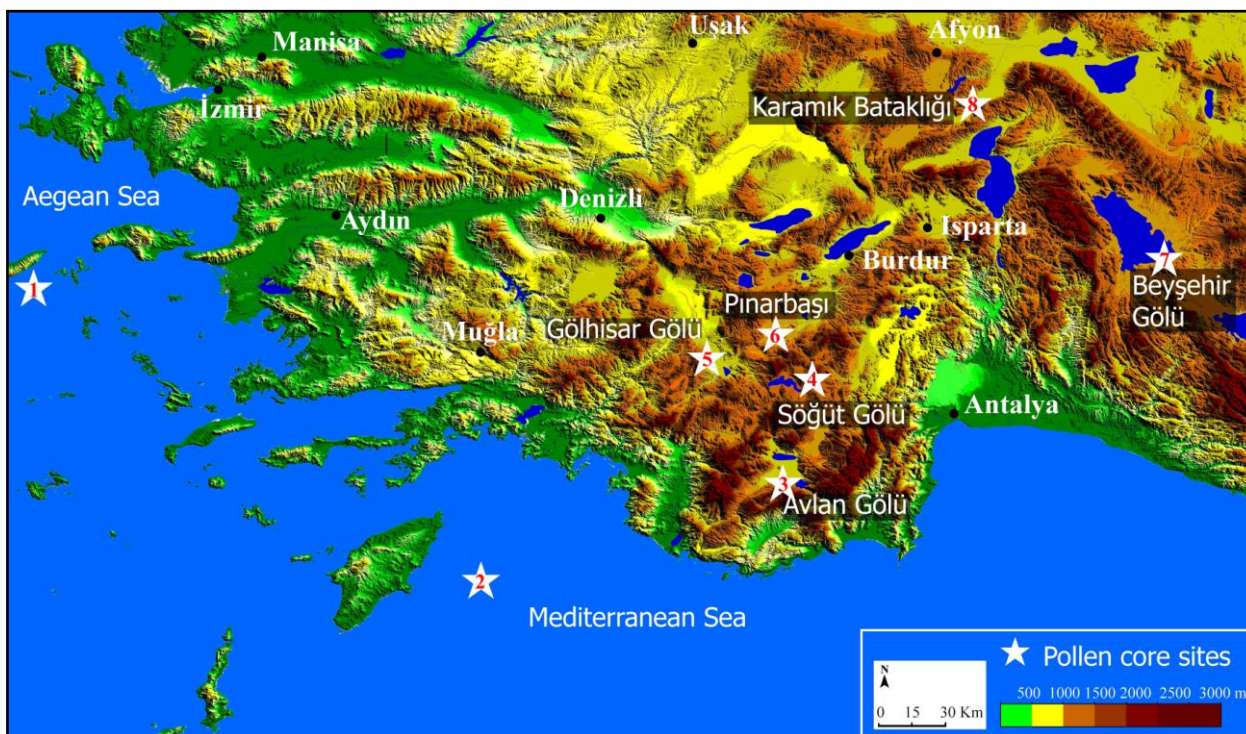 Uşak
Afyon
Manisa
İzmir
Karamık Bataklığı
8
Aegean Sea
Denizli
Aydın
Isparta
Burdur
7
Beyşehir
Gölü
1
Pınarbaşı
6
Muğla
Gölhisar Gölü
5
4
Söğüt Gölü
Antalya
3
Avlan Gölü
2
Mediterranean Sea
Pollen core sites
N
0 15 30 Km
500 1000 1500 2000 2500 3000 m